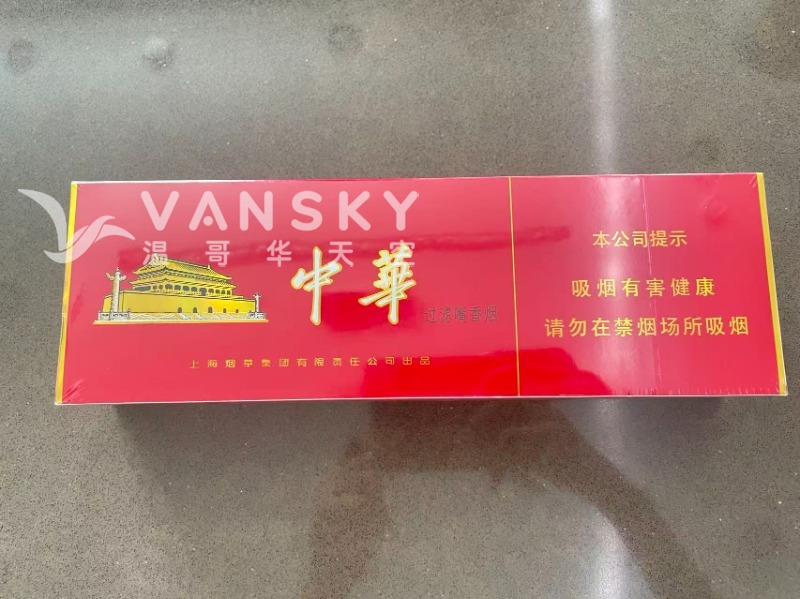 VANSKY
温哥华天空
中華
过滤嘴香烟
上海烟草集团有限责任公司出品
本公司提示
吸烟有害健康
请勿在禁烟场所吸烟